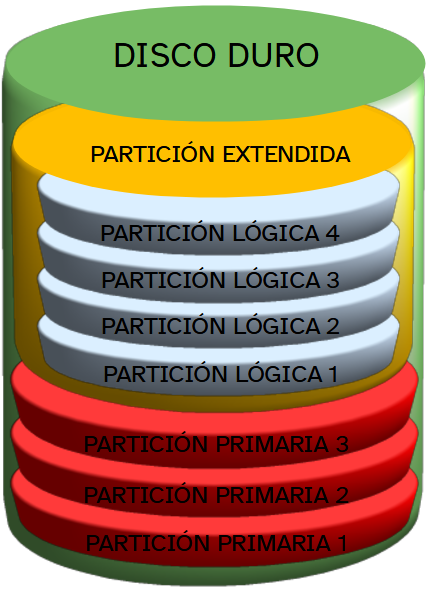 DISCO DURO
PARTICIÓN EXTENDIDA
PARTICIÓN LÓGICA 4
PARTICIÓN LÓGICA 3
PARTICIÓN LÓGICA 2
PARTICIÓN LÓGICA 1
PARTICIÓN PRIMARIA 3
PARTICIÓN PRIMARIA 2
PARTICIÓN PRIMARIA 1